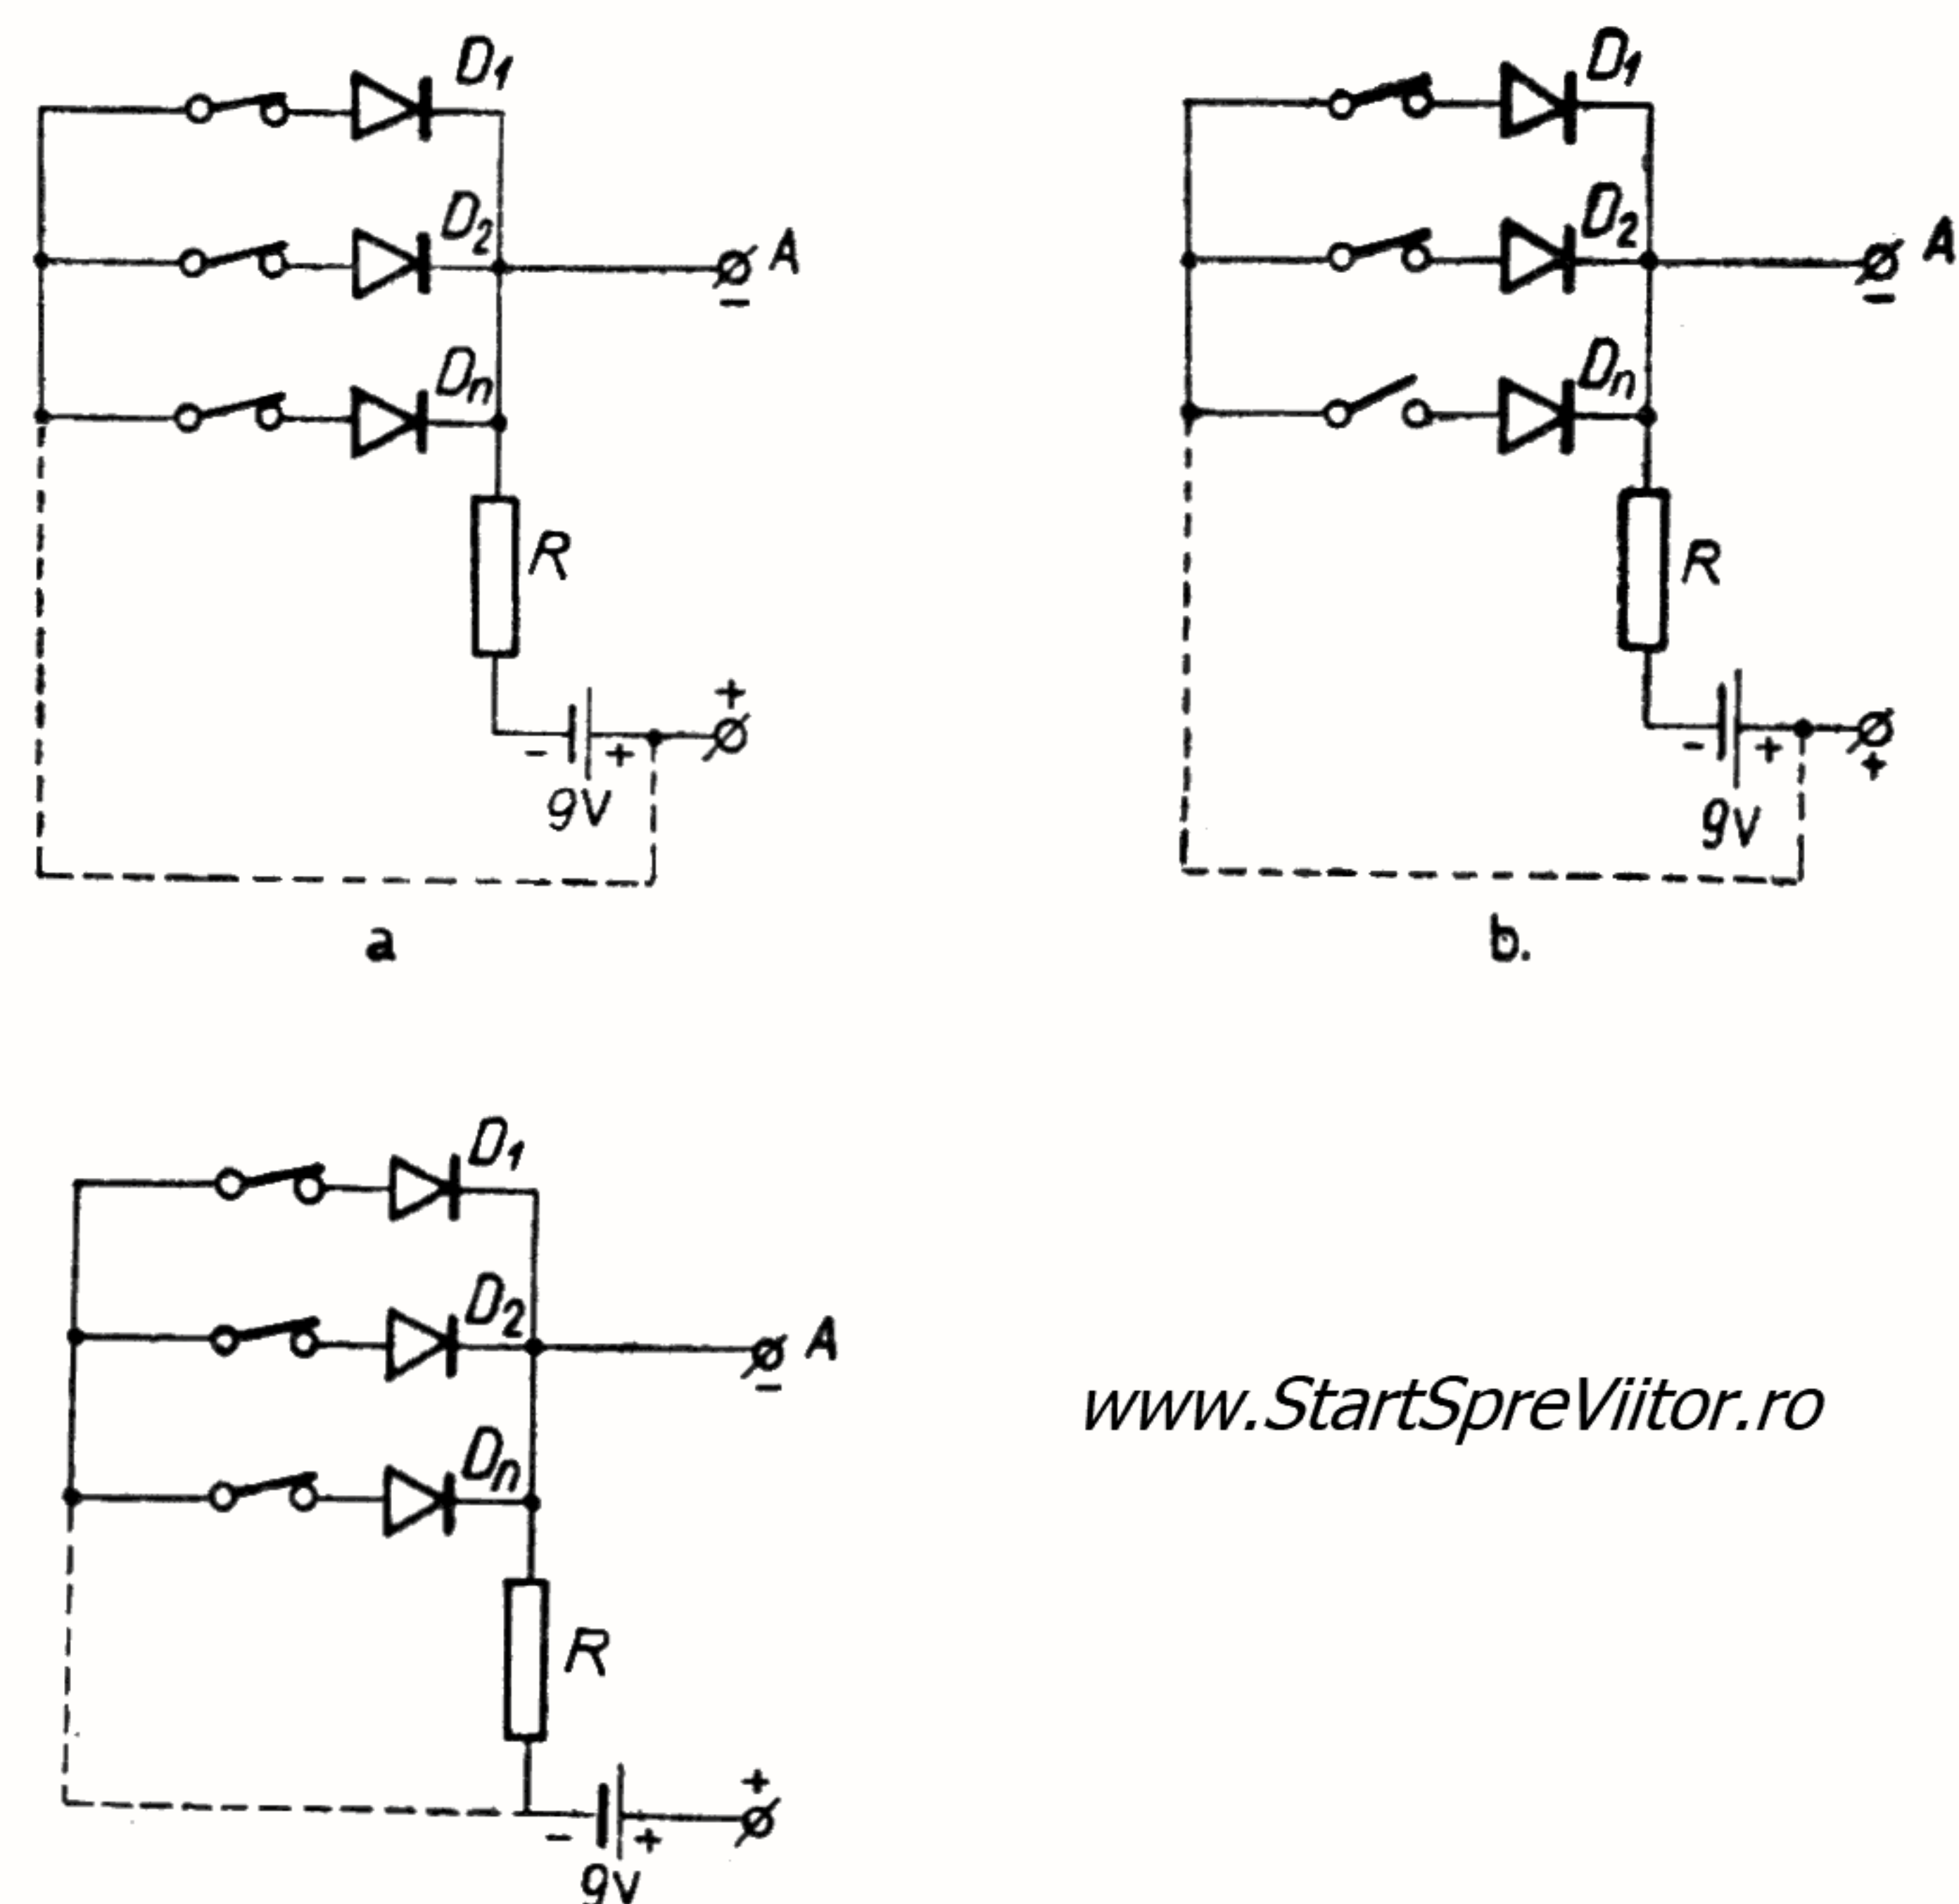 D1
D2
A
-
Dn
R
+
- +
9V
a
D1
D2
A
-
Dn
R
- +
+
9V
b.
D1
D2
A
-
Dn
R
+
- +
9V
www.StartSpreViitor.ro